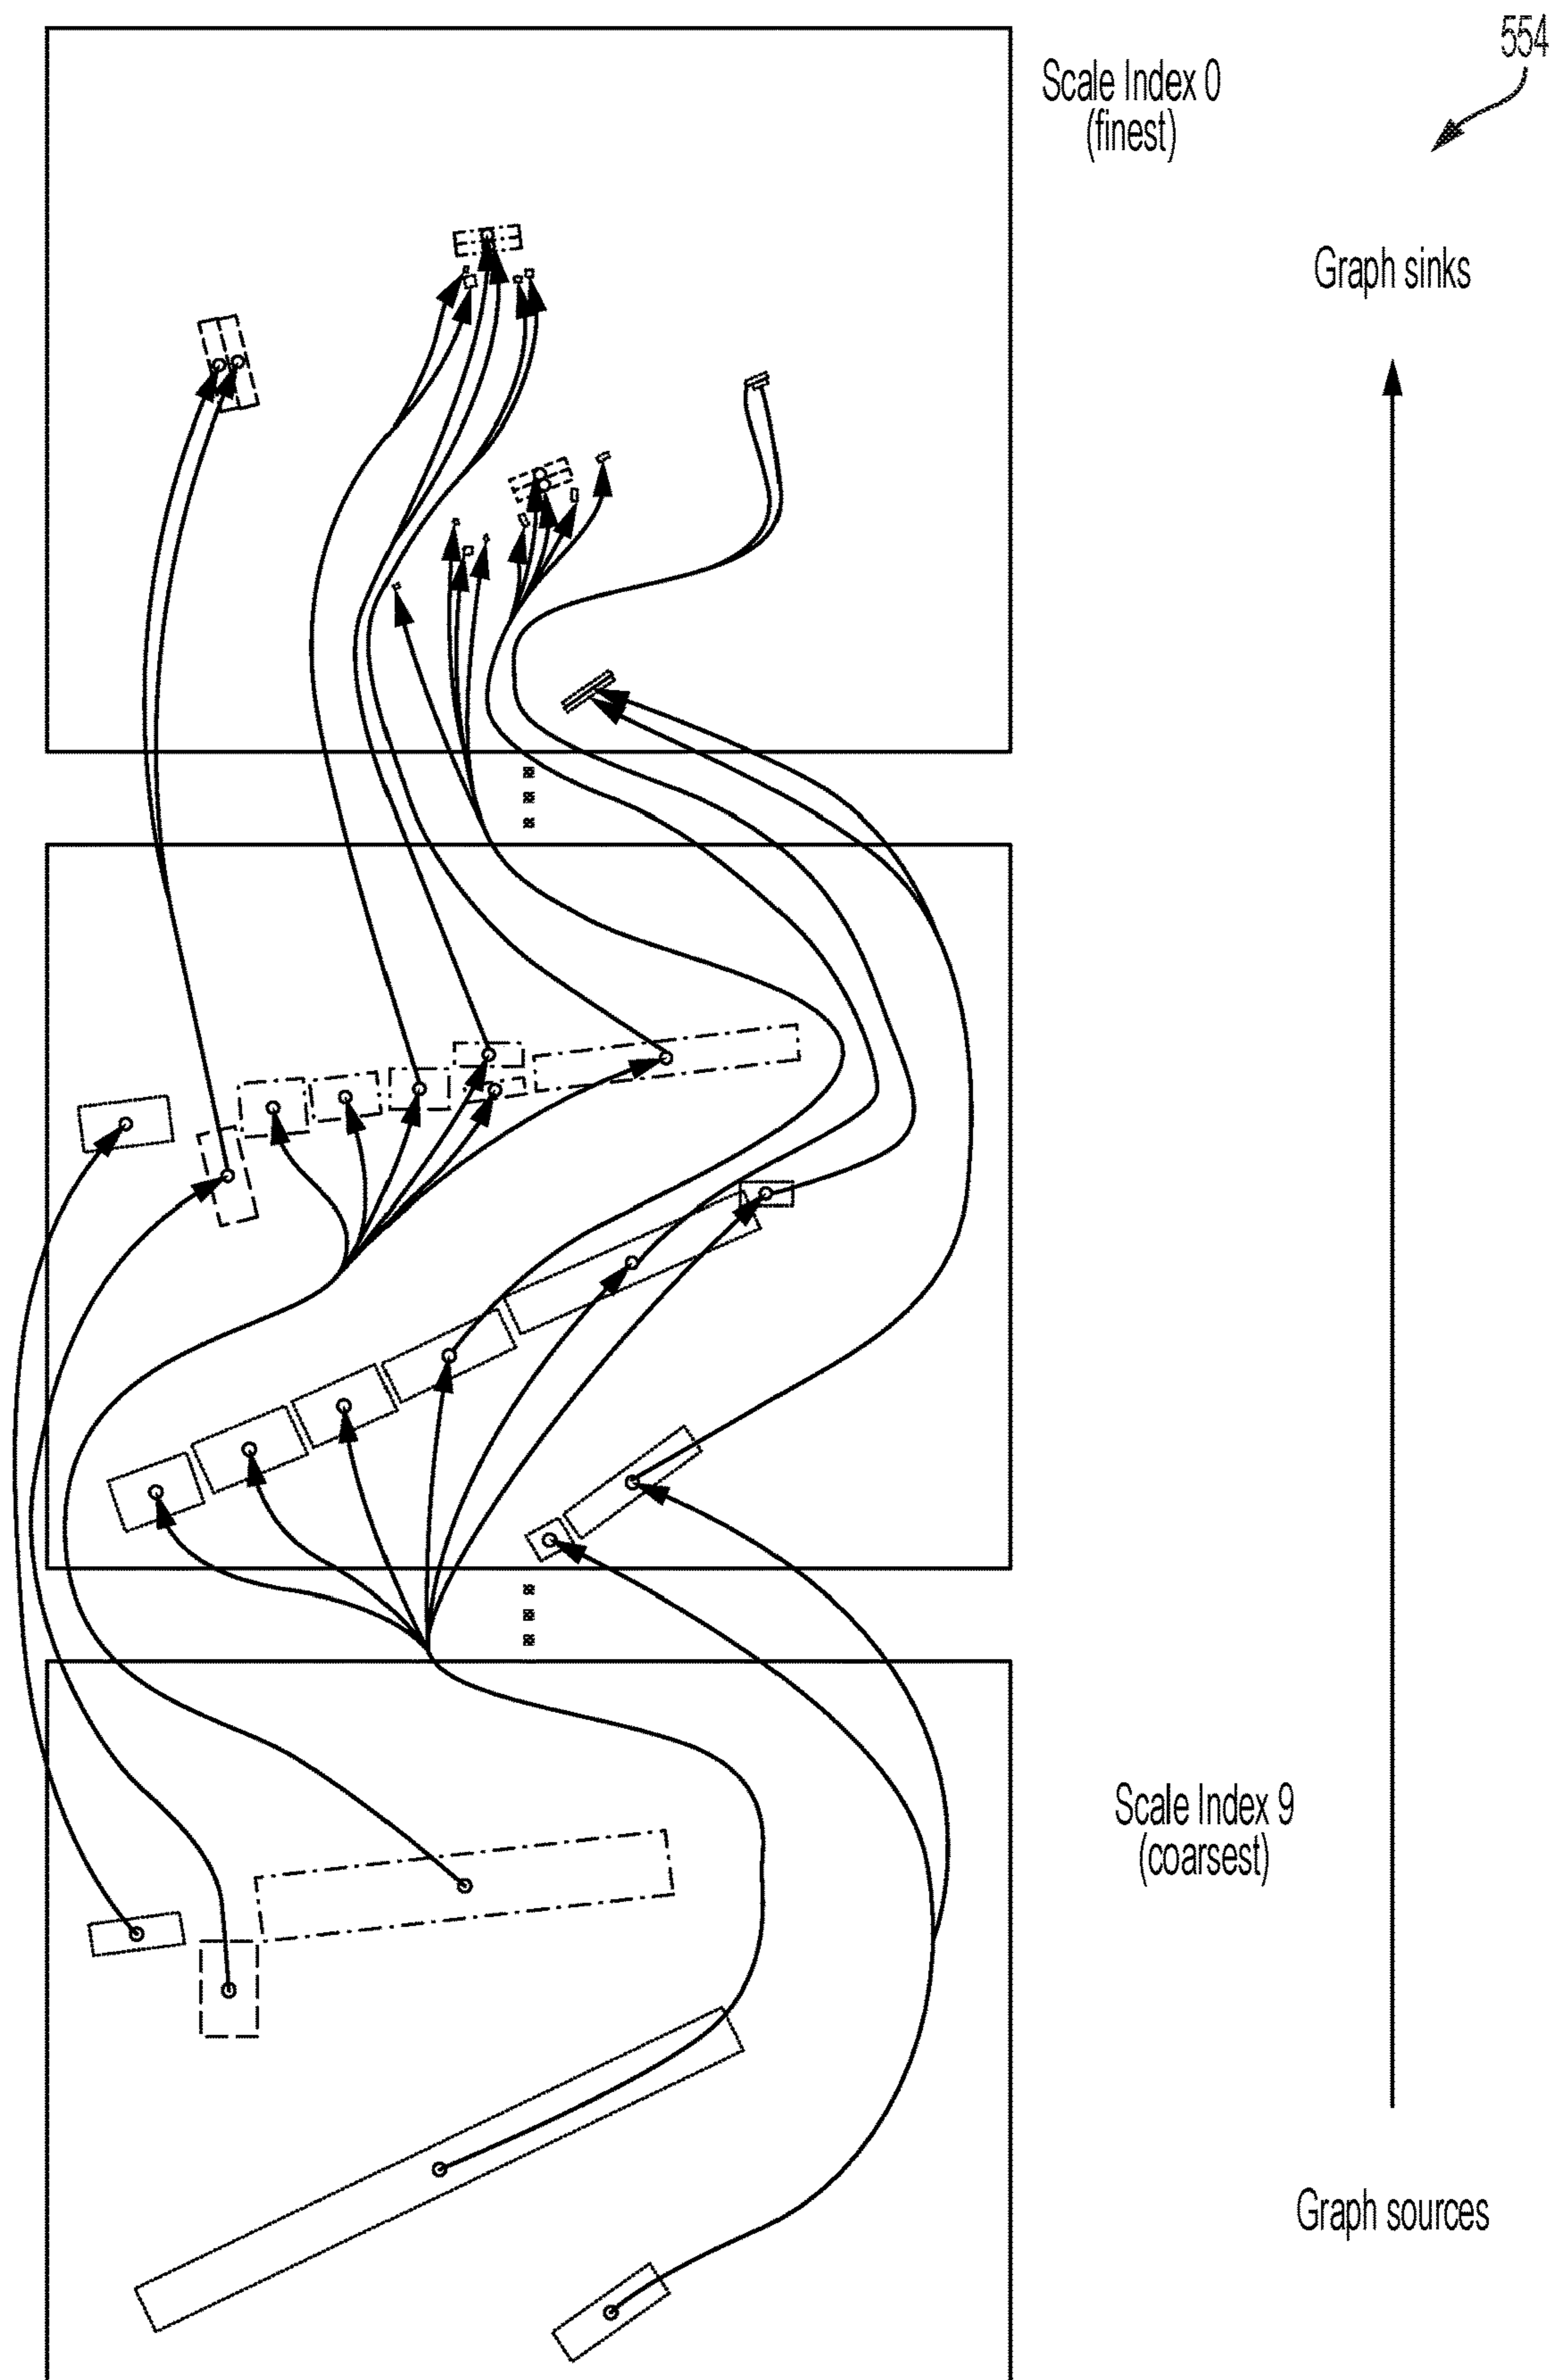 554
Scale Index 0
(finest)
Graph sinks
Scale Index 9
(coarsest)
Graph sources